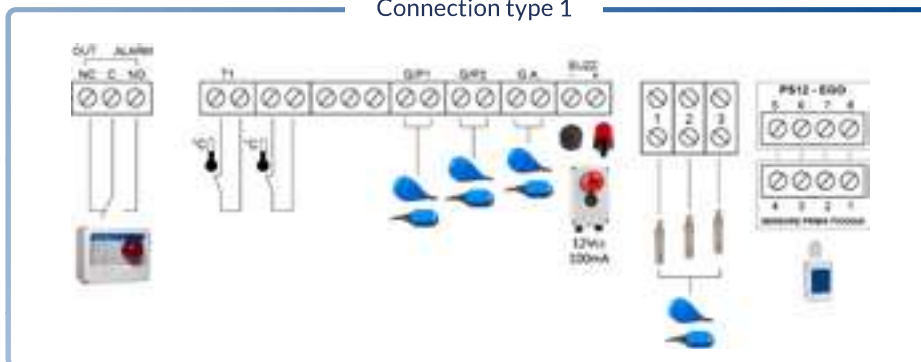 Connection type 1
OUT ALARM
NC C NO
T1 G/P1 G/P2 G.A BUZZ
- +
1 2 3
PS12 - EGO
5 6 7 8
4 3 2 1
°C °C
12Vcc
100mA